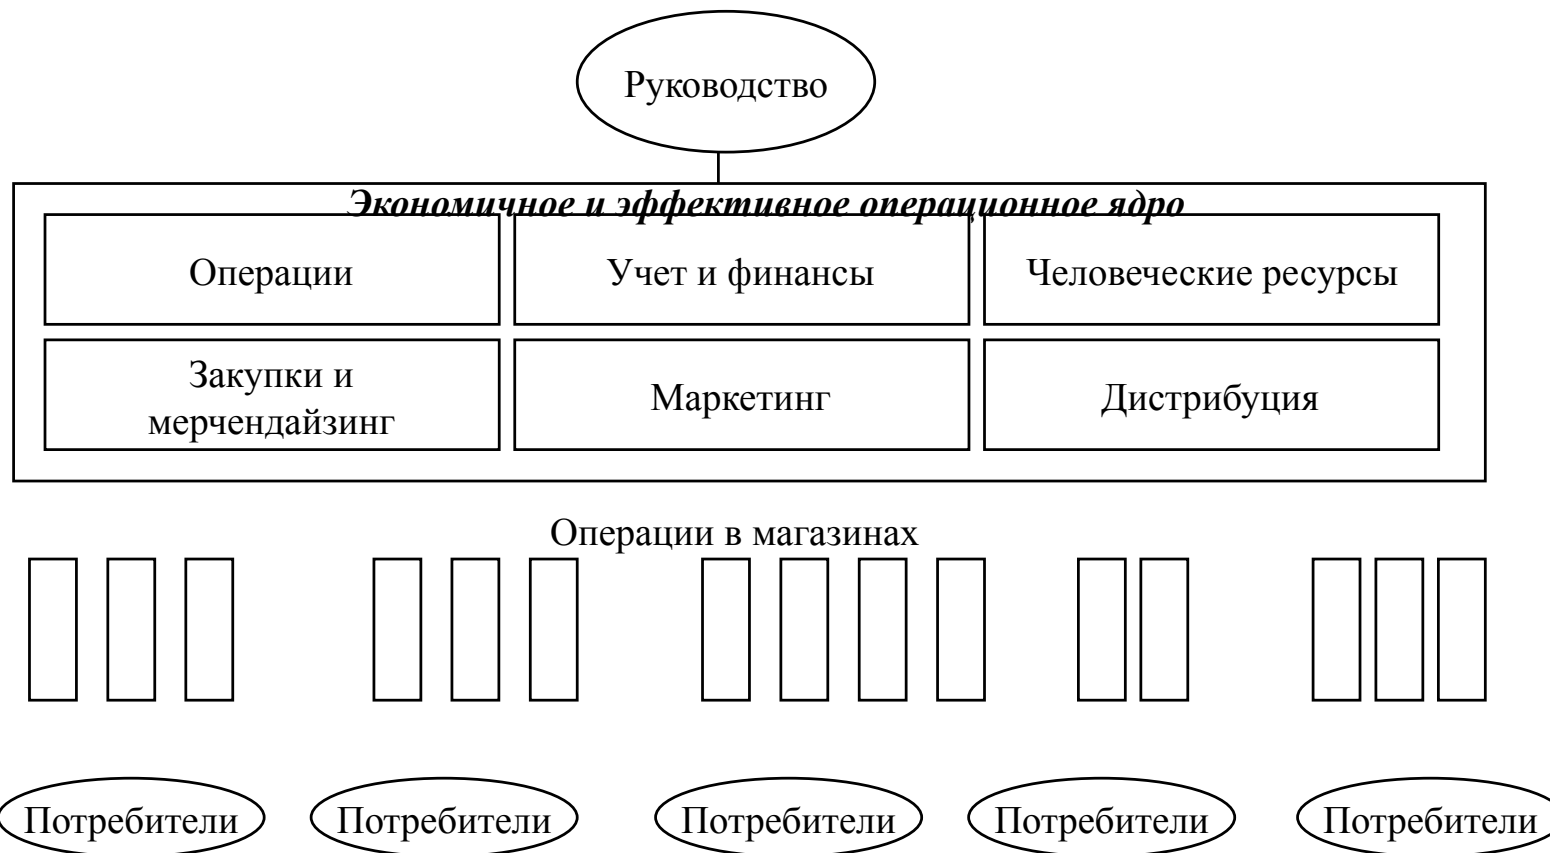 Руководство
Экономичное и эффективное операционное ядро
Операции
Учет и финансы
Человеческие ресурсы
Закупки и
мерчендайзинг
Маркетинг
Дистрибуция
Операции в магазинах
Потребители
Потребители
Потребители
Потребители
Потребители